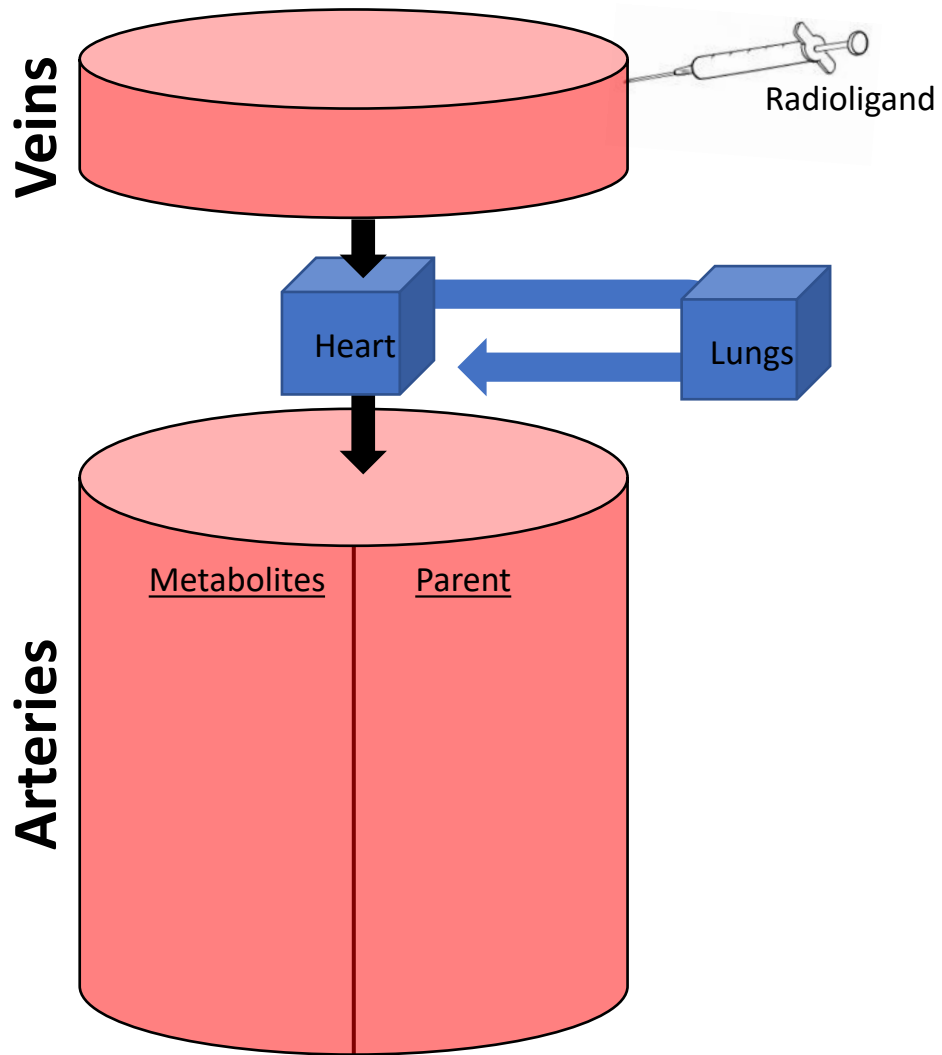 Veins
Radioligand
Heart
Lungs
Metabolites
Parent
Arteries